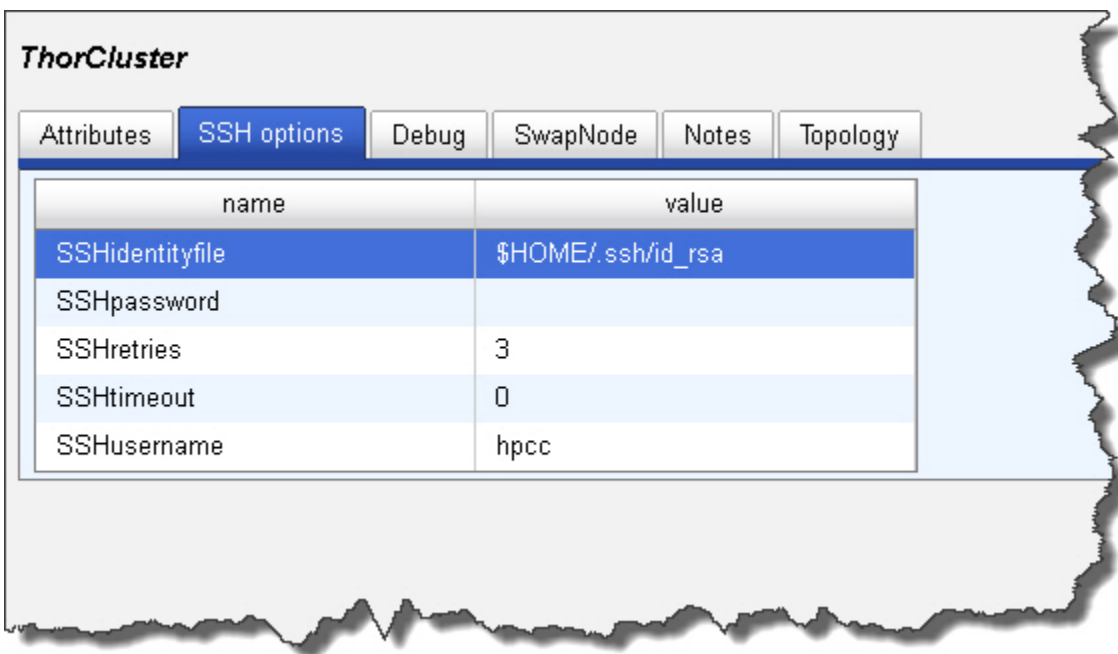 ThorCluster
Attributes SSH options Debug SwapNode Notes Topology
name value
SSHidentityfile $HOME/.ssh/id_rsa
SSHpassword
SSHretries 3
SSHtimeout 0
SSHusername hpcc